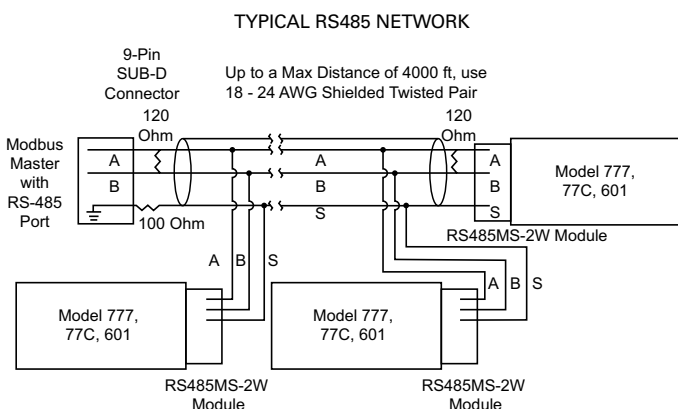 TYPICAL RS485 NETWORK
9-Pin
SUB-D
Connector
Up to a Max Distance of 4000 ft, use
18 - 24 AWG Shielded Twisted Pair
120
Ohm
120
Ohm
Modbus
Master
with
RS-485
Port
A
B
100 Ohm
A
B
S
A
B
S
Model 777,
77C, 601
RS485MS-2W Module
A B S
A B S
Model 777,
77C, 601
RS485MS-2W
Module
Model 777,
77C, 601
RS485MS-2W
Module